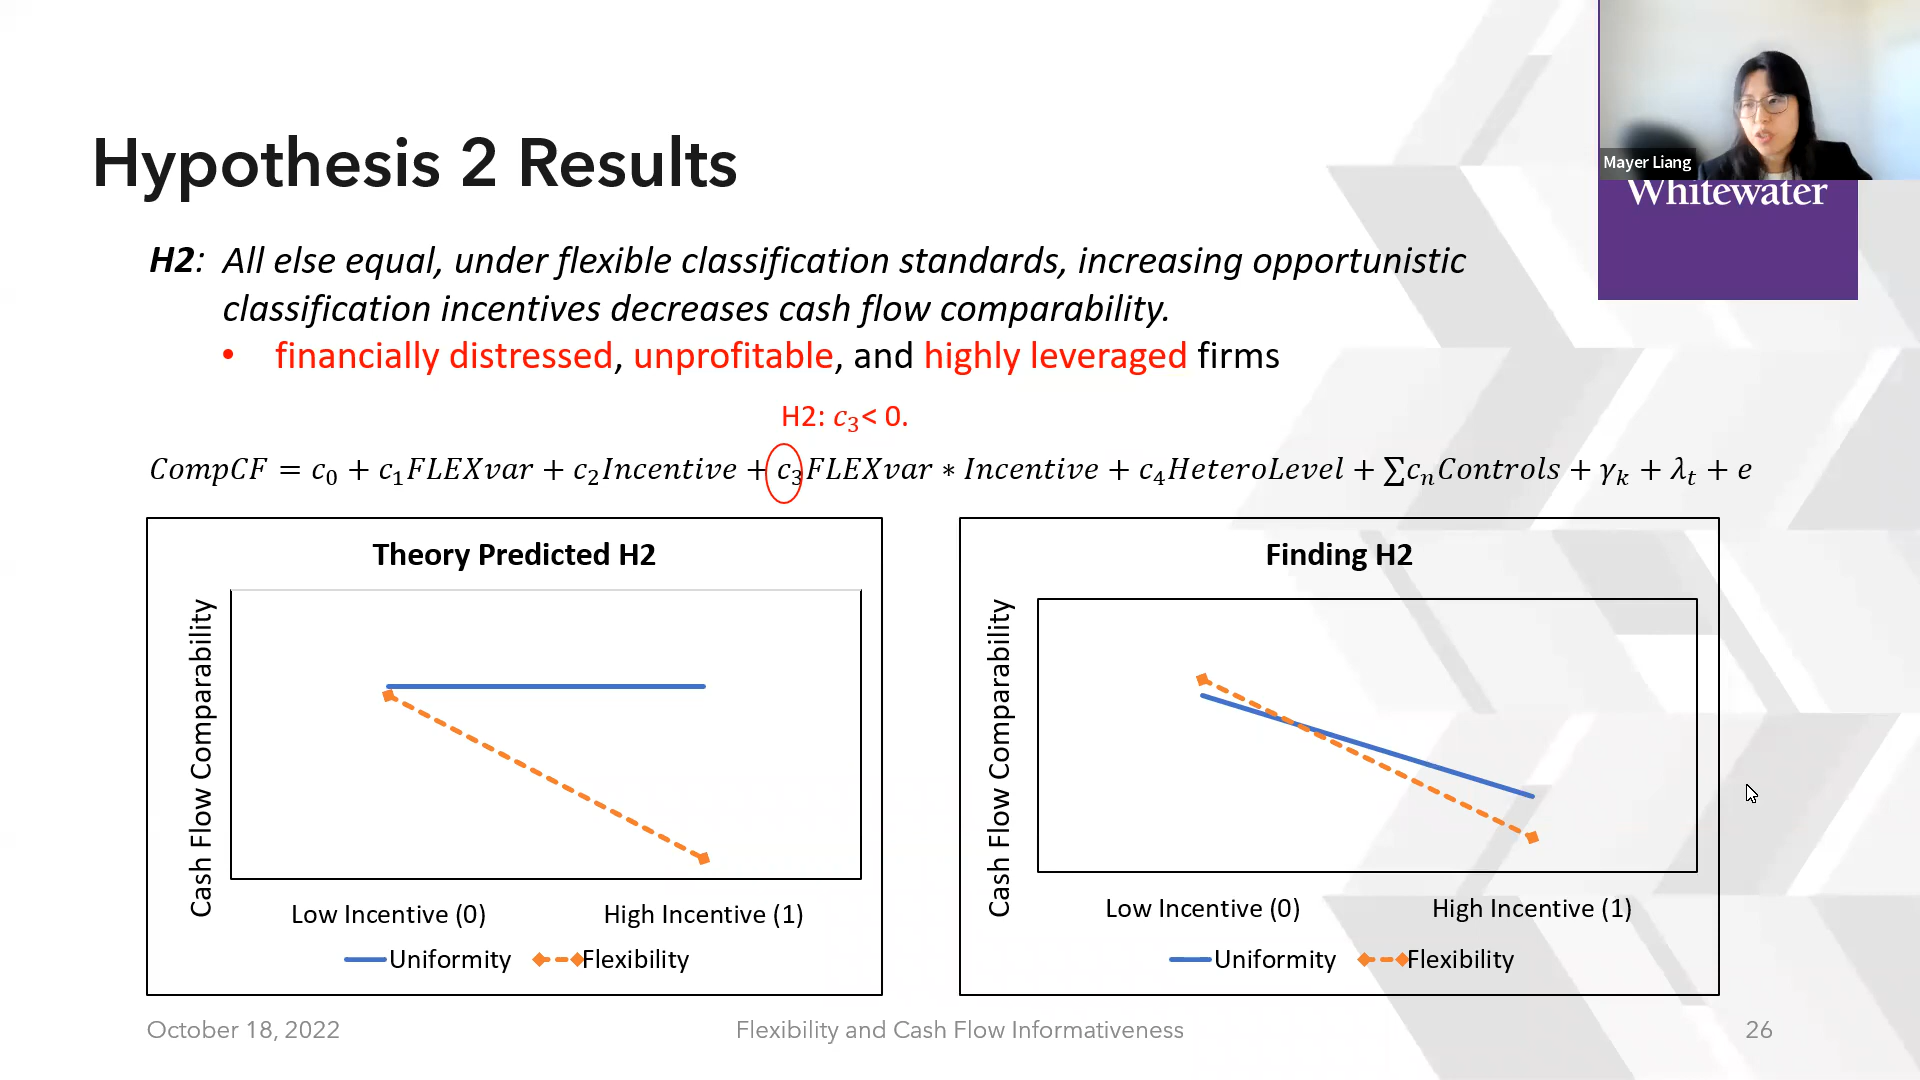 Mayer Liang
Whitewater
Hypothesis 2 Results
H2: All else equal, under flexible classification standards, increasing opportunistic
classification incentives decreases cash flow comparability.
• financially distressed, unprofitable, and highly leveraged firms
H2: c₃< 0.
CompCF = c₀ + c₁FLEXvar + c₂Incentive + c₃FLEXvar ∗ Incentive + c₄HeteroLevel + ∑cₙControls + γₖ + λₜ + e
Theory Predicted H2
Cash Flow Comparability
Low Incentive (0) High Incentive (1)
Uniformity Flexibility
Finding H2
Cash Flow Comparability
Low Incentive (0) High Incentive (1)
Uniformity Flexibility
October 18, 2022 Flexibility and Cash Flow Informativeness 26